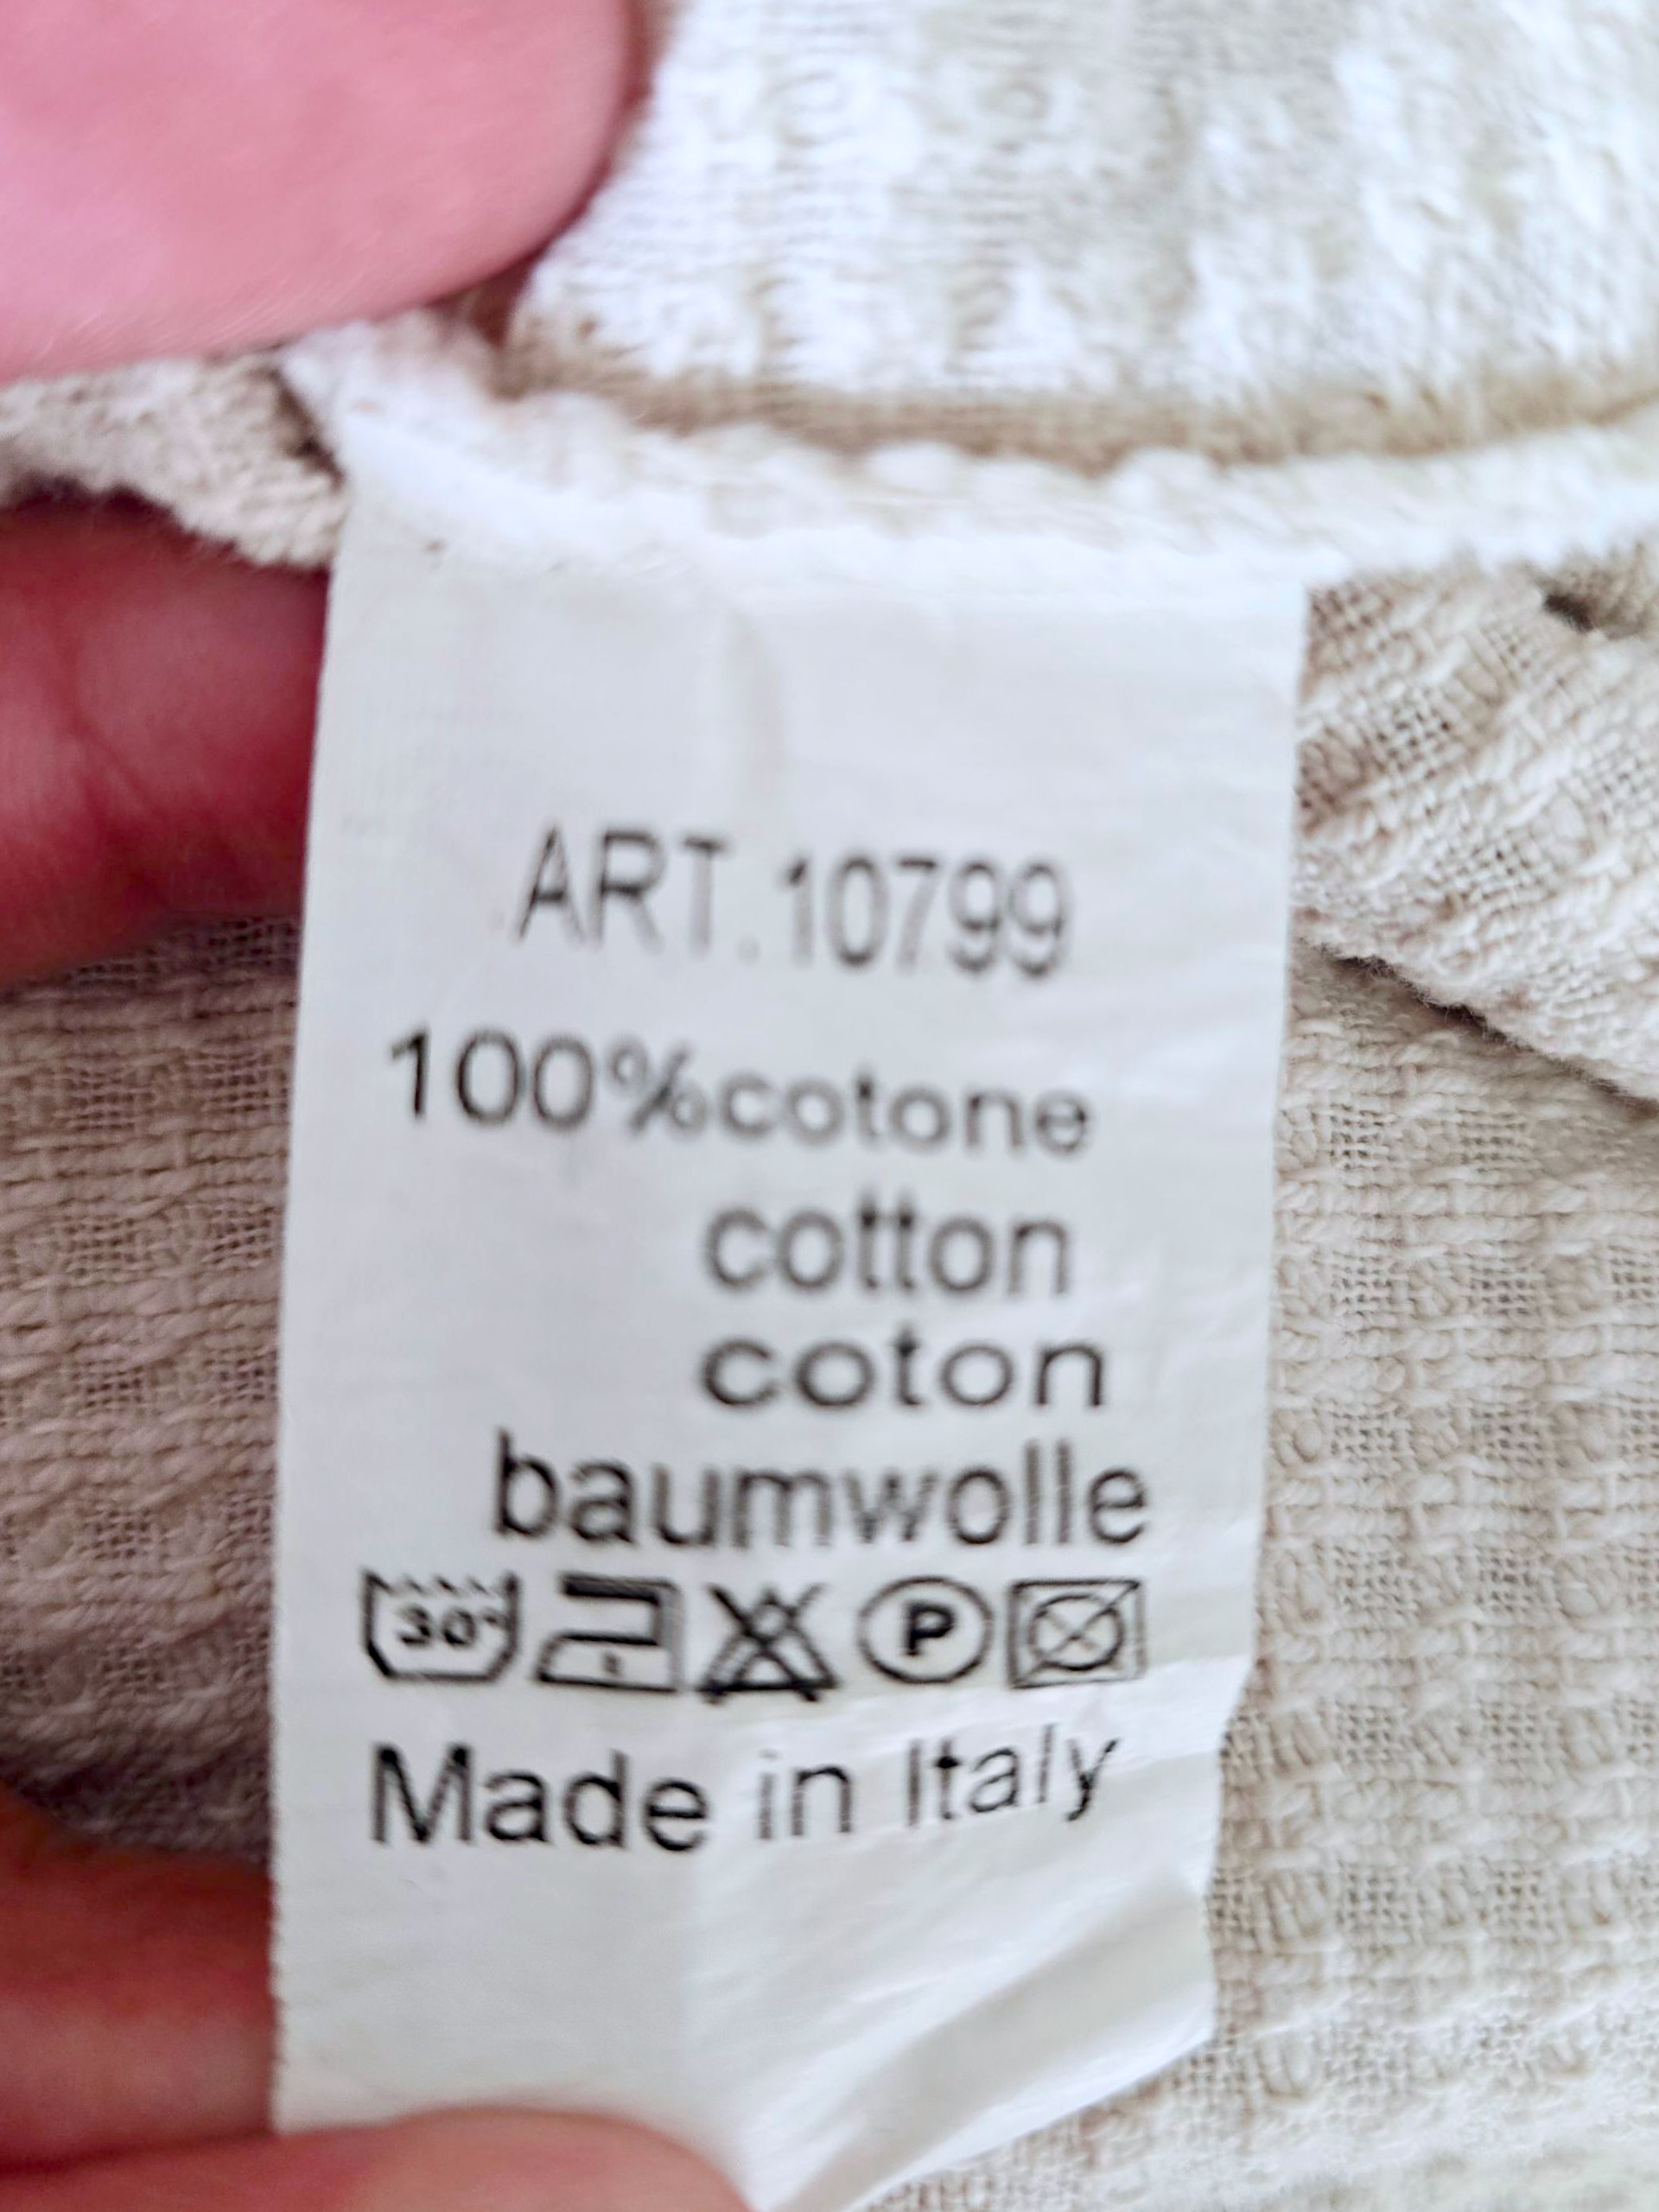 ART.10799
100%cotone
cotton
coton
baumwolle
30° P
Made in Italy